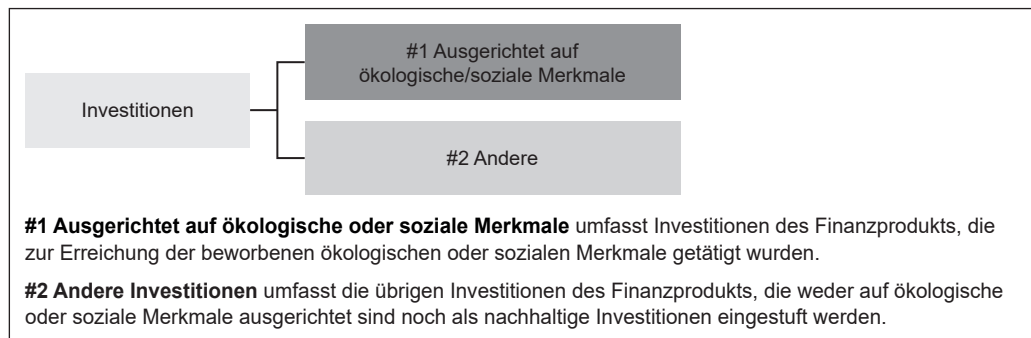 #1 Ausgerichtet auf
ökologische/soziale Merkmale
Investitionen
#2 Andere
#1 Ausgerichtet auf ökologische oder soziale Merkmale umfasst Investitionen des Finanzprodukts, die
zur Erreichung der beworbenen ökologischen oder sozialen Merkmale getätigt wurden.
#2 Andere Investitionen umfasst die übrigen Investitionen des Finanzprodukts, die weder auf ökologische
oder soziale Merkmale ausgerichtet sind noch als nachhaltige Investitionen eingestuft werden.